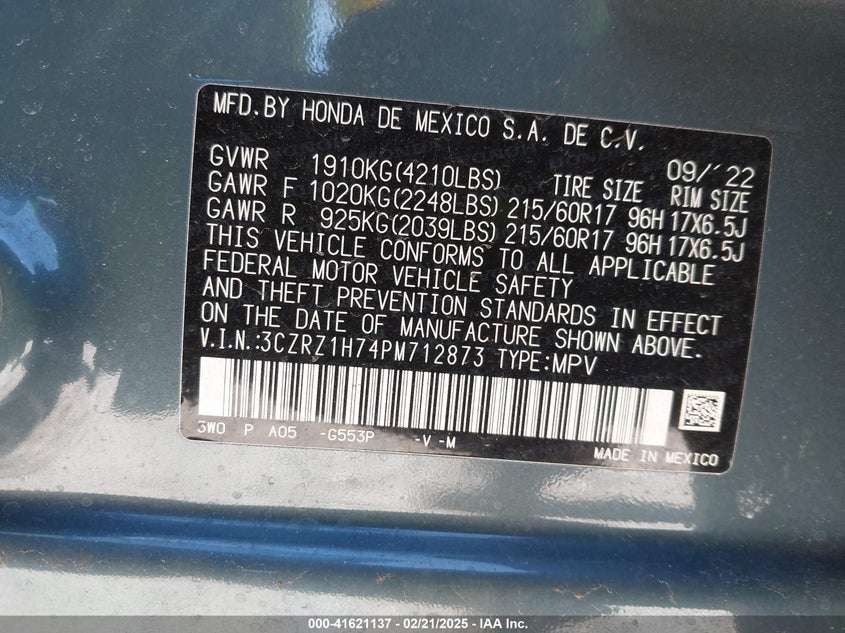 MFD.BY HONDA DE MEXICO S.A. DE C.V.
09/'22
GVWR 1910KG(4210LBS) TIRE SIZE RIM SIZE
GAWR F 1020KG(2248LBS) 215/60R17 96H 17X6.5J
GAWR R 925KG(2039LBS) 215/60R17 96H 17X6.5J
THIS VEHICLE CONFORMS TO ALL APPLICABLE
FEDERAL MOTOR VEHICLE SAFETY
AND THEFT PREVENTION STANDARDS IN EFFECT
ON THE DATE OF MANUFACTURE SHOWN ABOVE.
V.I.N.:3CZRZ1H74PM712873 TYPE:MPV
3W0 P A05 -G553P -V -M
MADE IN MEXICO
000-41621137 - 02/21/2025 - IAA Inc.